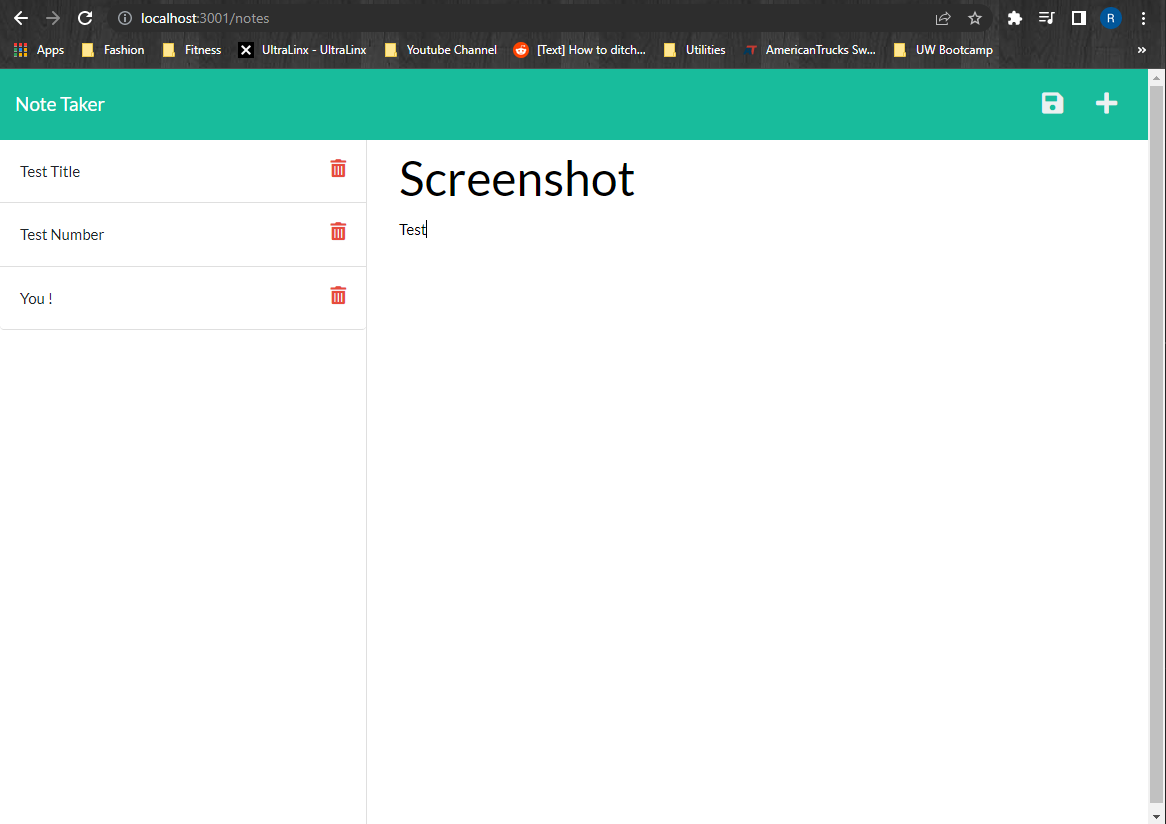 localhost:3001/notes
R
Apps Fashion Fitness UltraLinx - UltraLinx Youtube Channel [Text] How to ditch... Utilities AmericanTrucks Sw... UW Bootcamp »
Note Taker
Test Title
Test Number
You !
Screenshot
Test